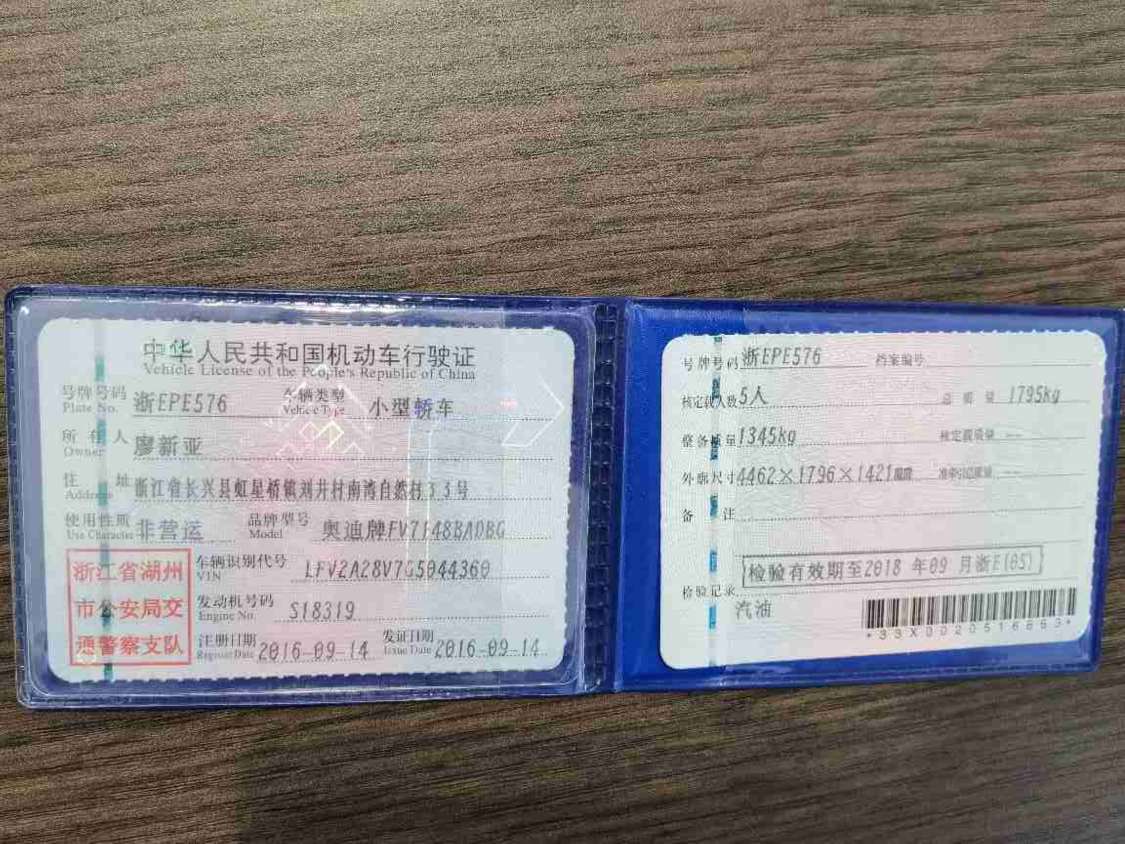 中华人民共和国机动车行驶证
Vehicle License of the People's Republic of China
号牌号码 浙EPE576 车辆类型 小型轿车
Plate No. Vehicle Type
所有人 廖新亚
Owner
住址 浙江省长兴县虹星桥镇刘井村南湾自然村35号
Address
使用性质 非营运 品牌型号 奥迪牌FV7148BADBG
Use Character Model
浙江省湖州
市公安局交
通警察支队
车辆识别代号 LFV2A28V7G5044360
VIN
发动机号码 S18319
Engine No.
注册日期 2016-09-14 发证日期 2016-09-14
Register Date Issue Date
号牌号码 浙EPE576 档案编号
核定载人数 5人 总质量 1795kg
整备质量 1345kg 核定载质量 --
外廓尺寸 4462×1796×1421mm 准牵引总质量 --
备注
检验有效期至2018年09月浙E(05)
检验记录
汽油